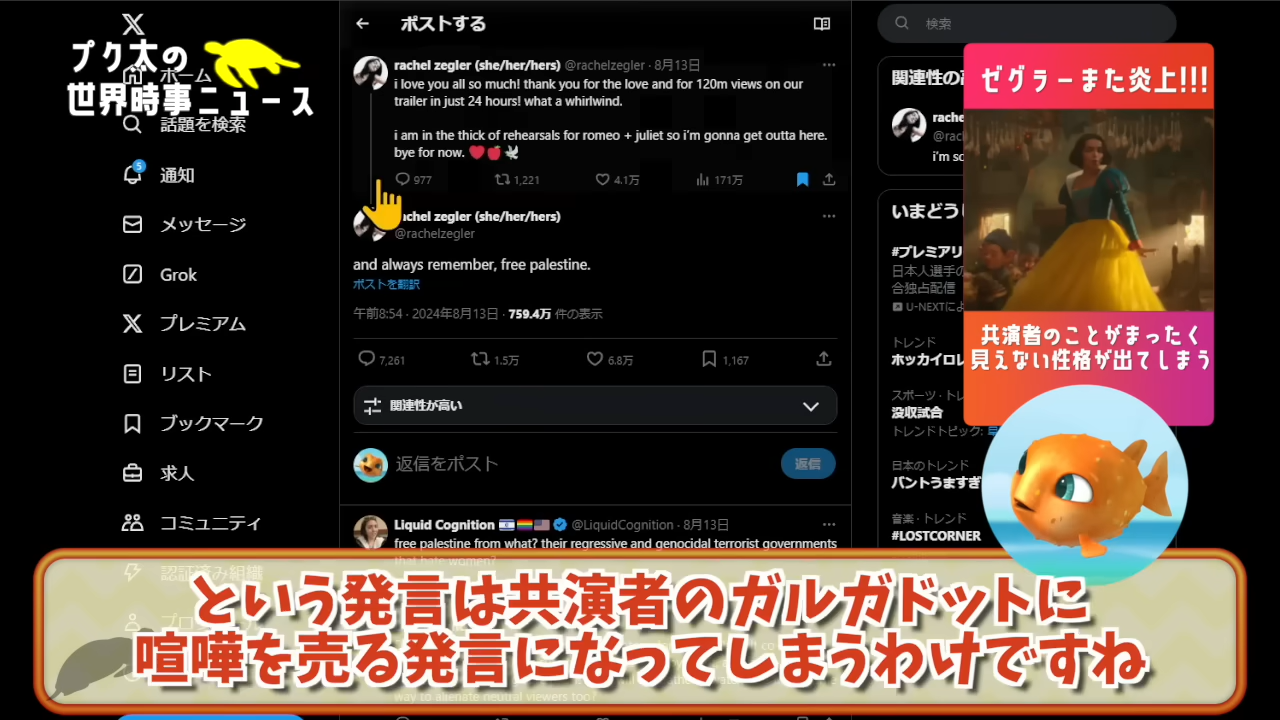 プク太の
世界時事ニュース
ホーム
話題を検索
5
通知
メッセージ
Grok
プレミアム
リスト
ブックマーク
求人
コミュニティ
認証済み組織
ポストする
rachel zegler (she/her/hers) @rachelzegler · 8月13日
i love you all so much! thank you for the love and for 120m views on our
trailer in just 24 hours! what a whirlwind.
i am in the thick of rehearsals for romeo + juliet so i'm gonna get outta here.
bye for now. ❤️🍎🕊️
977 1,221 4.1万 171万
rachel zegler (she/her/hers)
@rachelzegler
and always remember, free palestine.
ポストを翻訳
午前8:54 · 2024年8月13日 · 759.4万 件の表示
7,261 1.5万 6.8万 1,167
関連性が高い
返信をポスト
返信
Liquid Cognition 🇮🇱🏳️‍🌈🇺🇸 @LiquidCognition · 8月13日
free palestine from what? their regressive and genocidal terrorist governments
that hate women?
way to alienate neutral viewers too?
検索
関連性の
rache
@rac
i'm so
いまどうし
#プレミアリ
日本人選手の
合独占配信
U-NEXTによ
トレンド
ホッカイロレ
スポーツ・トレ
没収試合
トレンドトピック:
日本のトレンド
バントうますぎ
音楽・トレンド
#LOSTCORNER
ゼグラーまた炎上!!!
共演者のことがまったく
見えない性格が出てしまう
という発言は共演者のガルガドットに
喧嘩を売る発言になってしまうわけですね